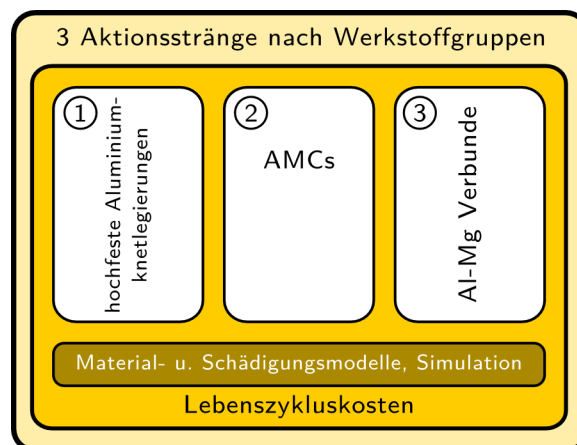 3 Aktionsstränge nach Werkstoffgruppen
1
hochfeste Aluminium-
knetlegierungen
2
AMCs
3
Al-Mg Verbunde
Material- u. Schädigungsmodelle, Simulation
Lebenszykluskosten